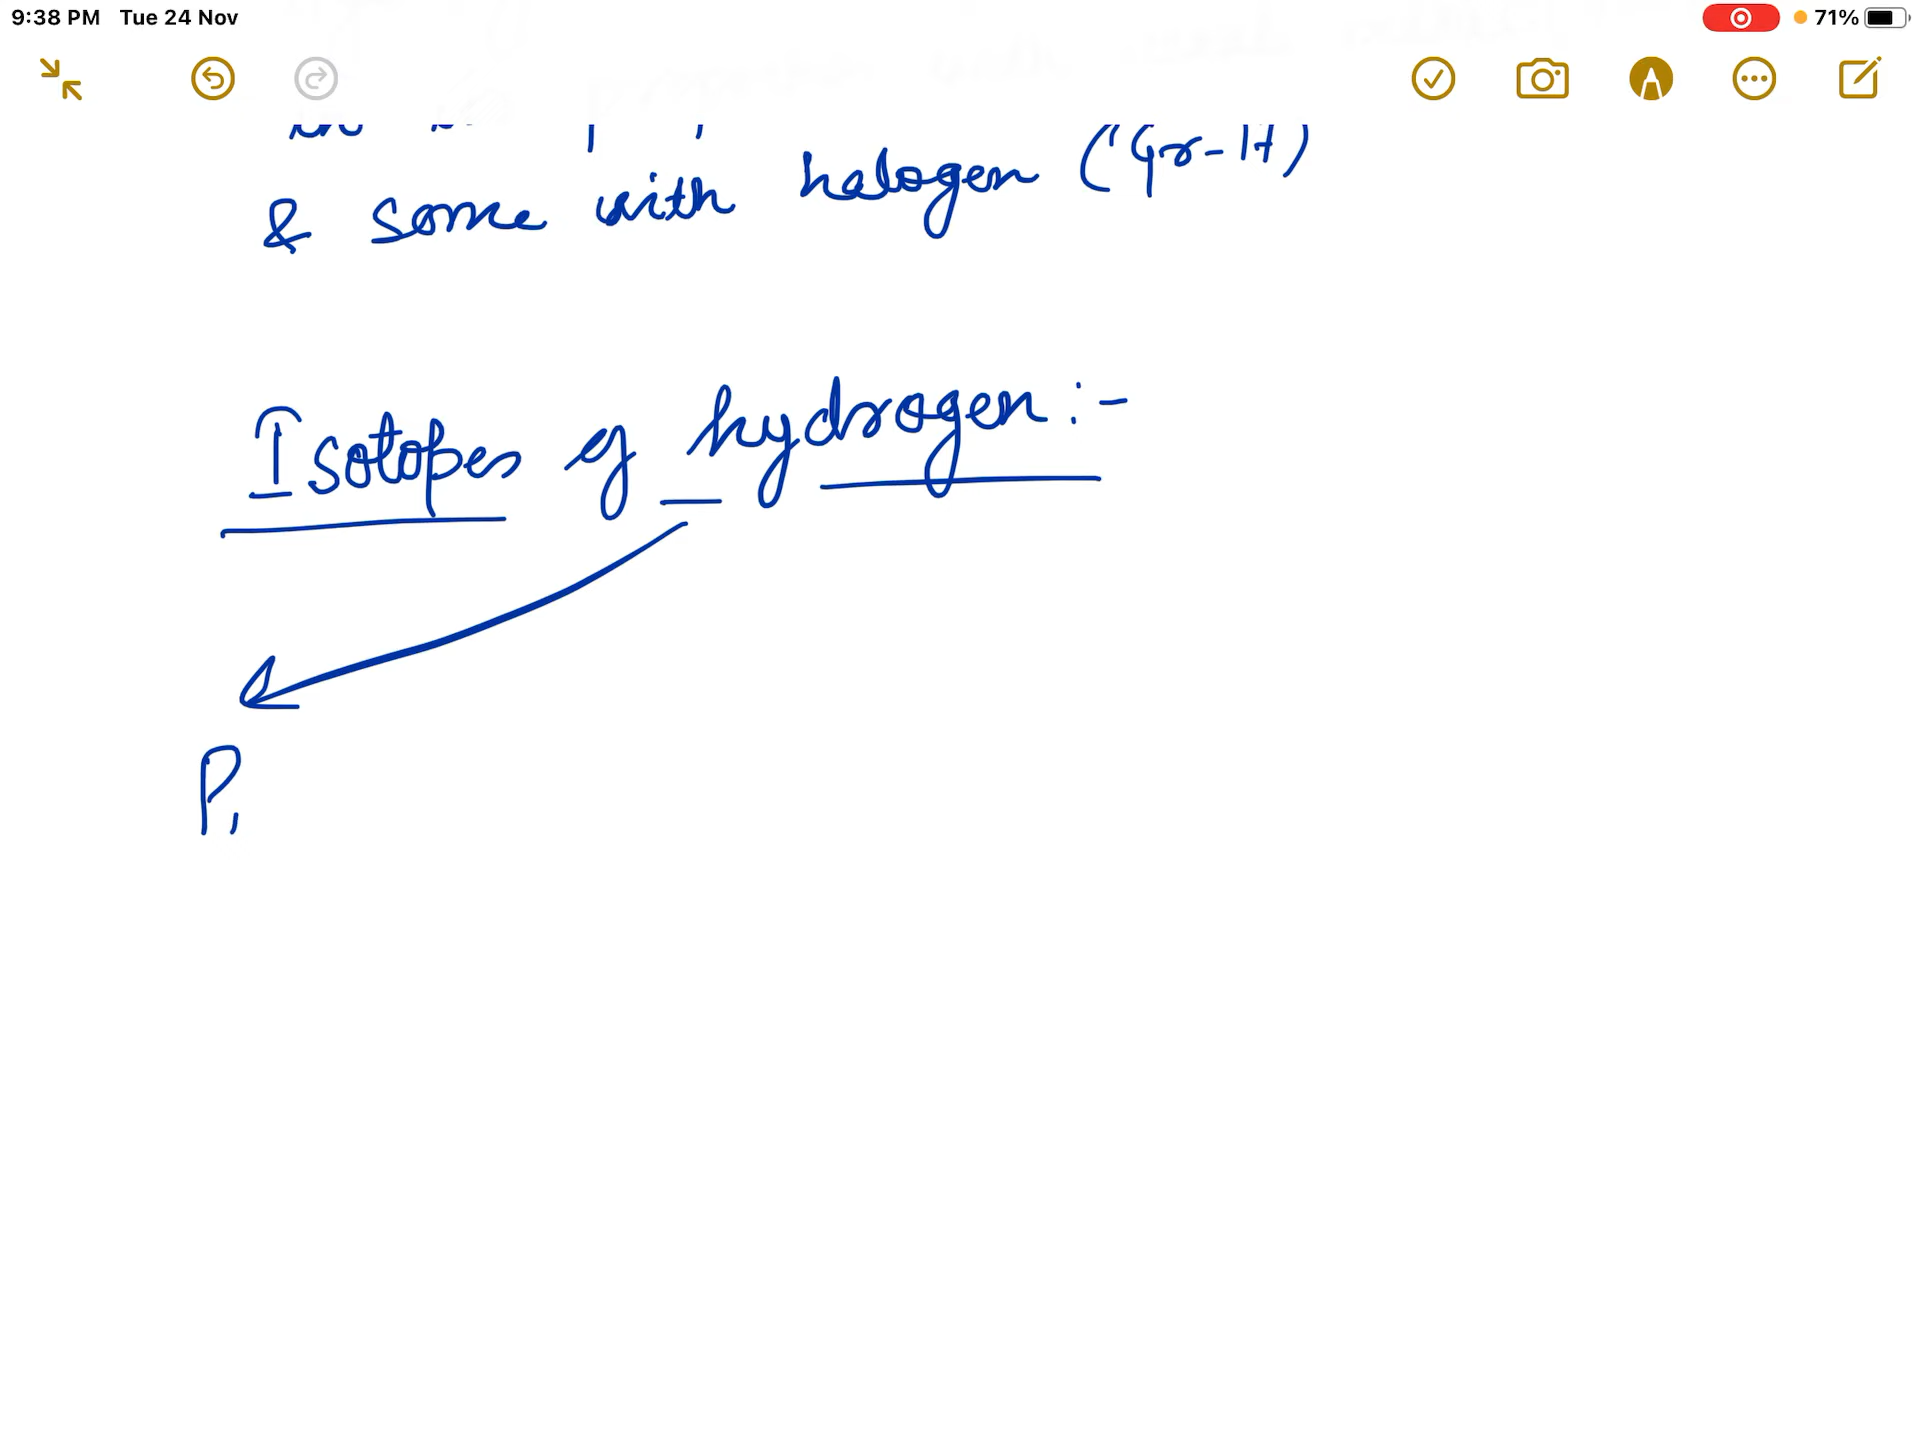 9:38 PM Tue 24 Nov 71%
& some with halogen (Gr-17)
Isotopes of hydrogen :-
P